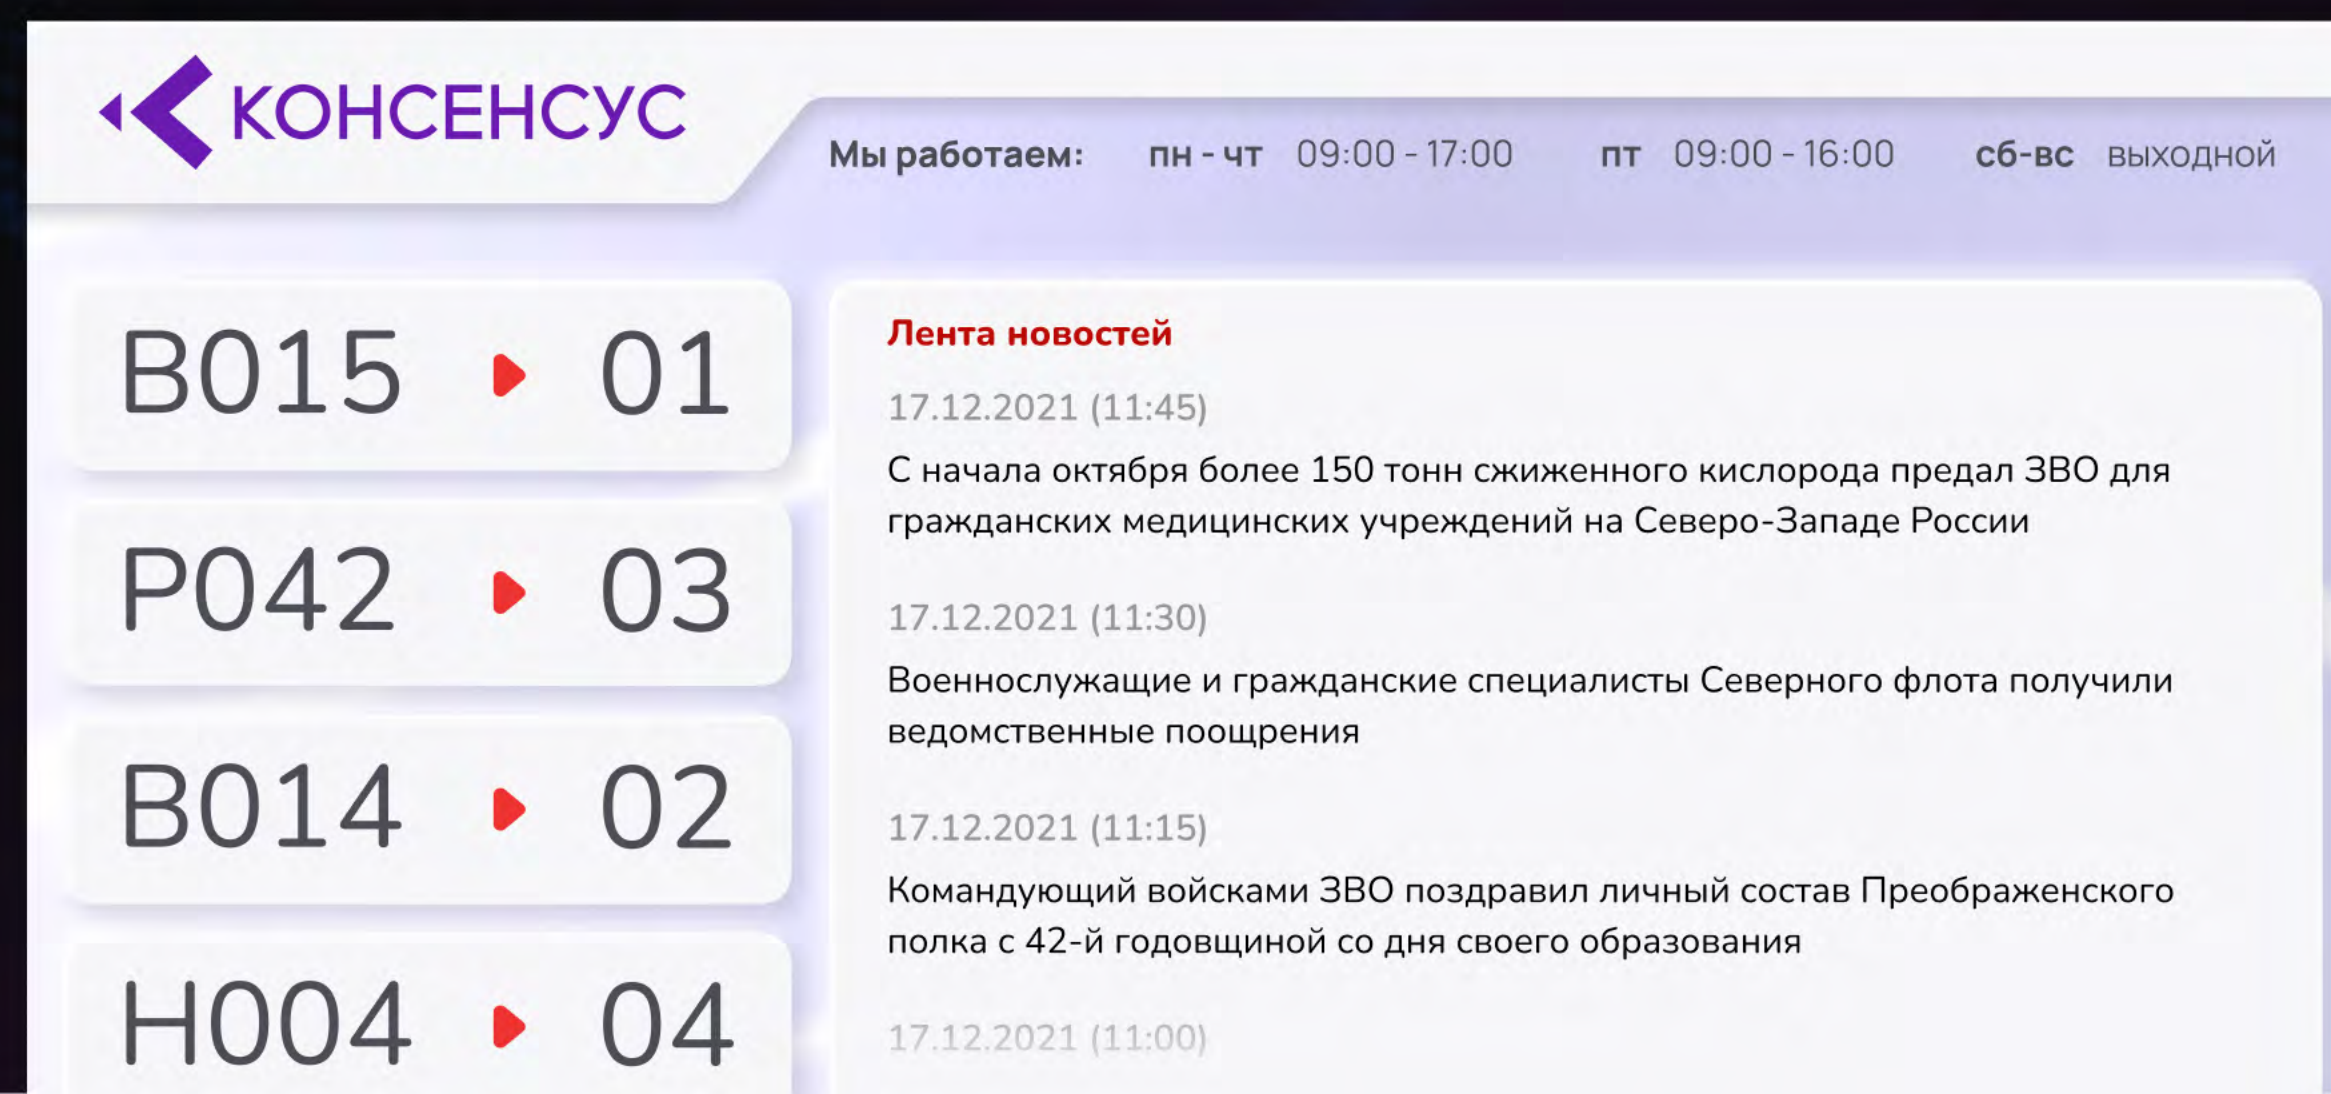 КОНСЕНСУС
Мы работаем: пн - чт 09:00 - 17:00 пт 09:00 - 16:00 сб-вс выходной
В015 01
Р042 03
В014 02
Н004 04
Лента новостей
17.12.2021 (11:45)
С начала октября более 150 тонн сжиженного кислорода предал ЗВО для
гражданских медицинских учреждений на Северо-Западе России
17.12.2021 (11:30)
Военнослужащие и гражданские специалисты Северного флота получили
ведомственные поощрения
17.12.2021 (11:15)
Командующий войсками ЗВО поздравил личный состав Преображенского
полка с 42-й годовщиной со дня своего образования
17.12.2021 (11:00)